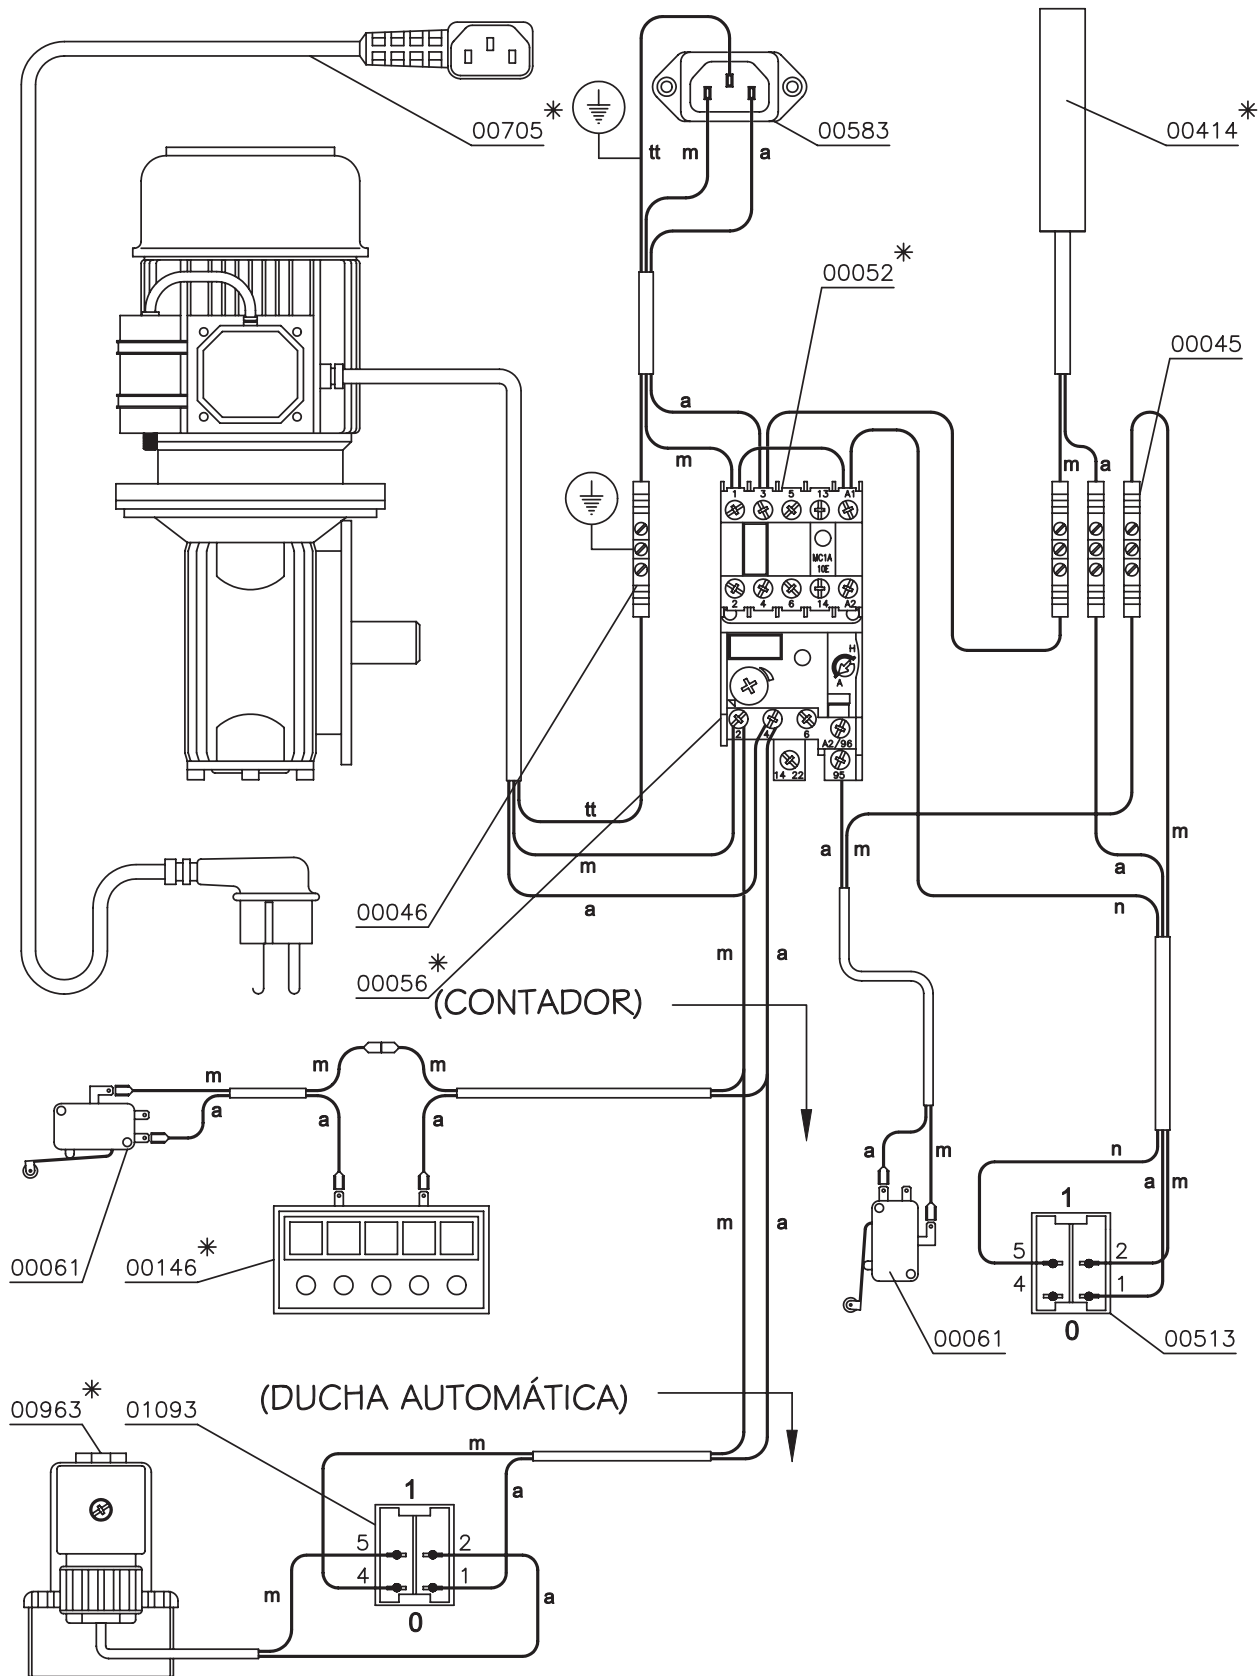 00705*
00583
00414*
tt
m
a
00052*
00045
a
m
m
a
1 3 5 13 A1
MC1A
10E
2 4 6 14 A2
H
A
2 4 6
A2/96
14 22
95
tt
m
a
a
m
m
a
n
00046
00056*
m
a
(CONTADOR)
m
m
m
a
a
a
a
m
n
a
m
m
a
1
5
2
4
1
0
00061
00146*
00061
00513
(DUCHA AUTOMÁTICA)
00963*
01093
m
a
1
5
2
4
1
0
m
a